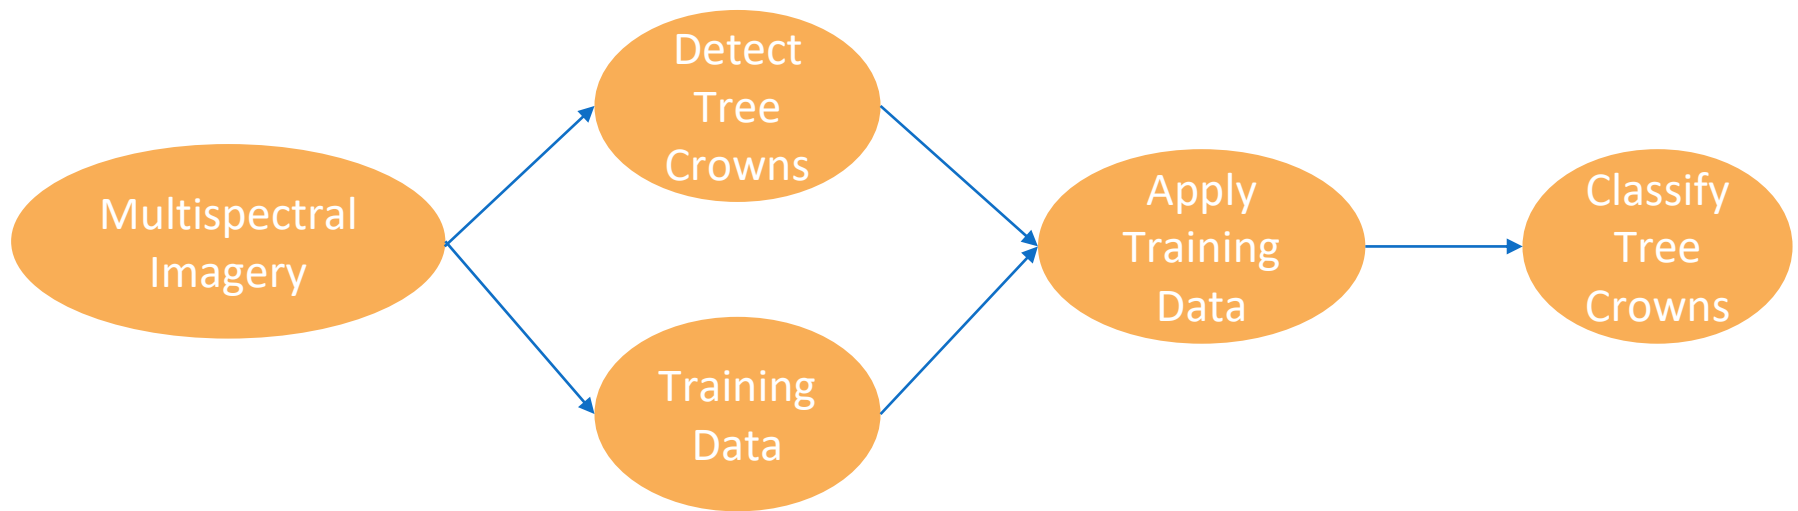 Multispectral
Imagery
Detect
Tree
Crowns
Training
Data
Apply
Training
Data
Classify
Tree
Crowns